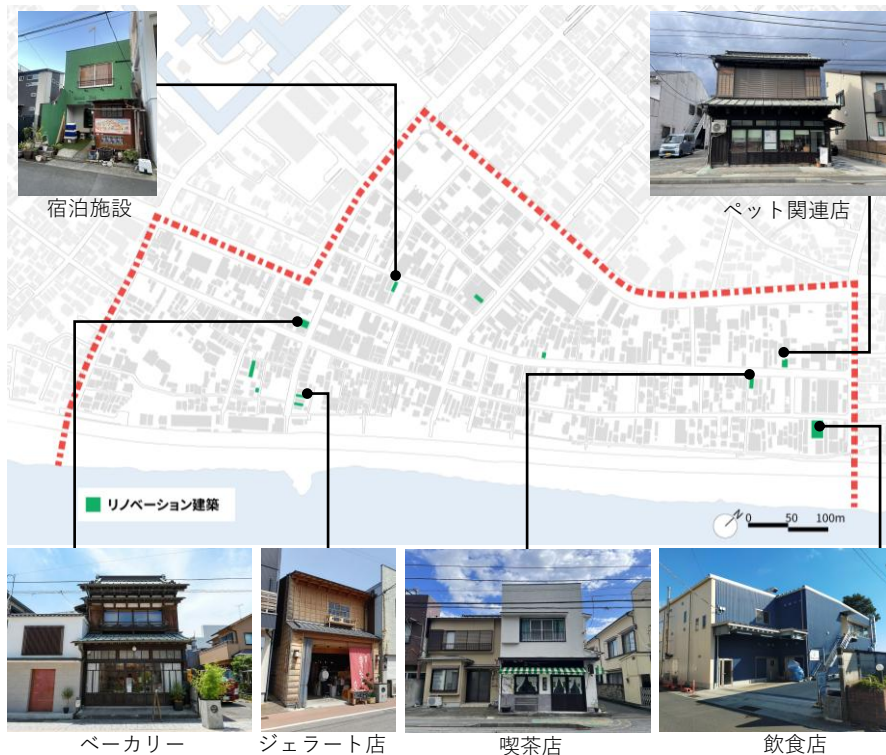 宿泊施設
ペット関連店
リノベーション建築
N
0 50 100m
ベーカリー
ジェラート店
喫茶店
飲食店